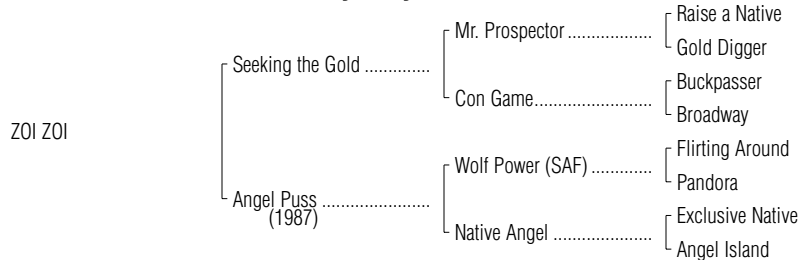 Raise a Native
Mr. Prospector ...................
Gold Digger
Seeking the Gold ...............
Buckpasser
Con Game...........................
Broadway
ZOI ZOI
Flirting Around
Wolf Power (SAF) ..............
Pandora
Angel Puss .........................
(1987)
Exclusive Native
Native Angel ......................
Angel Island